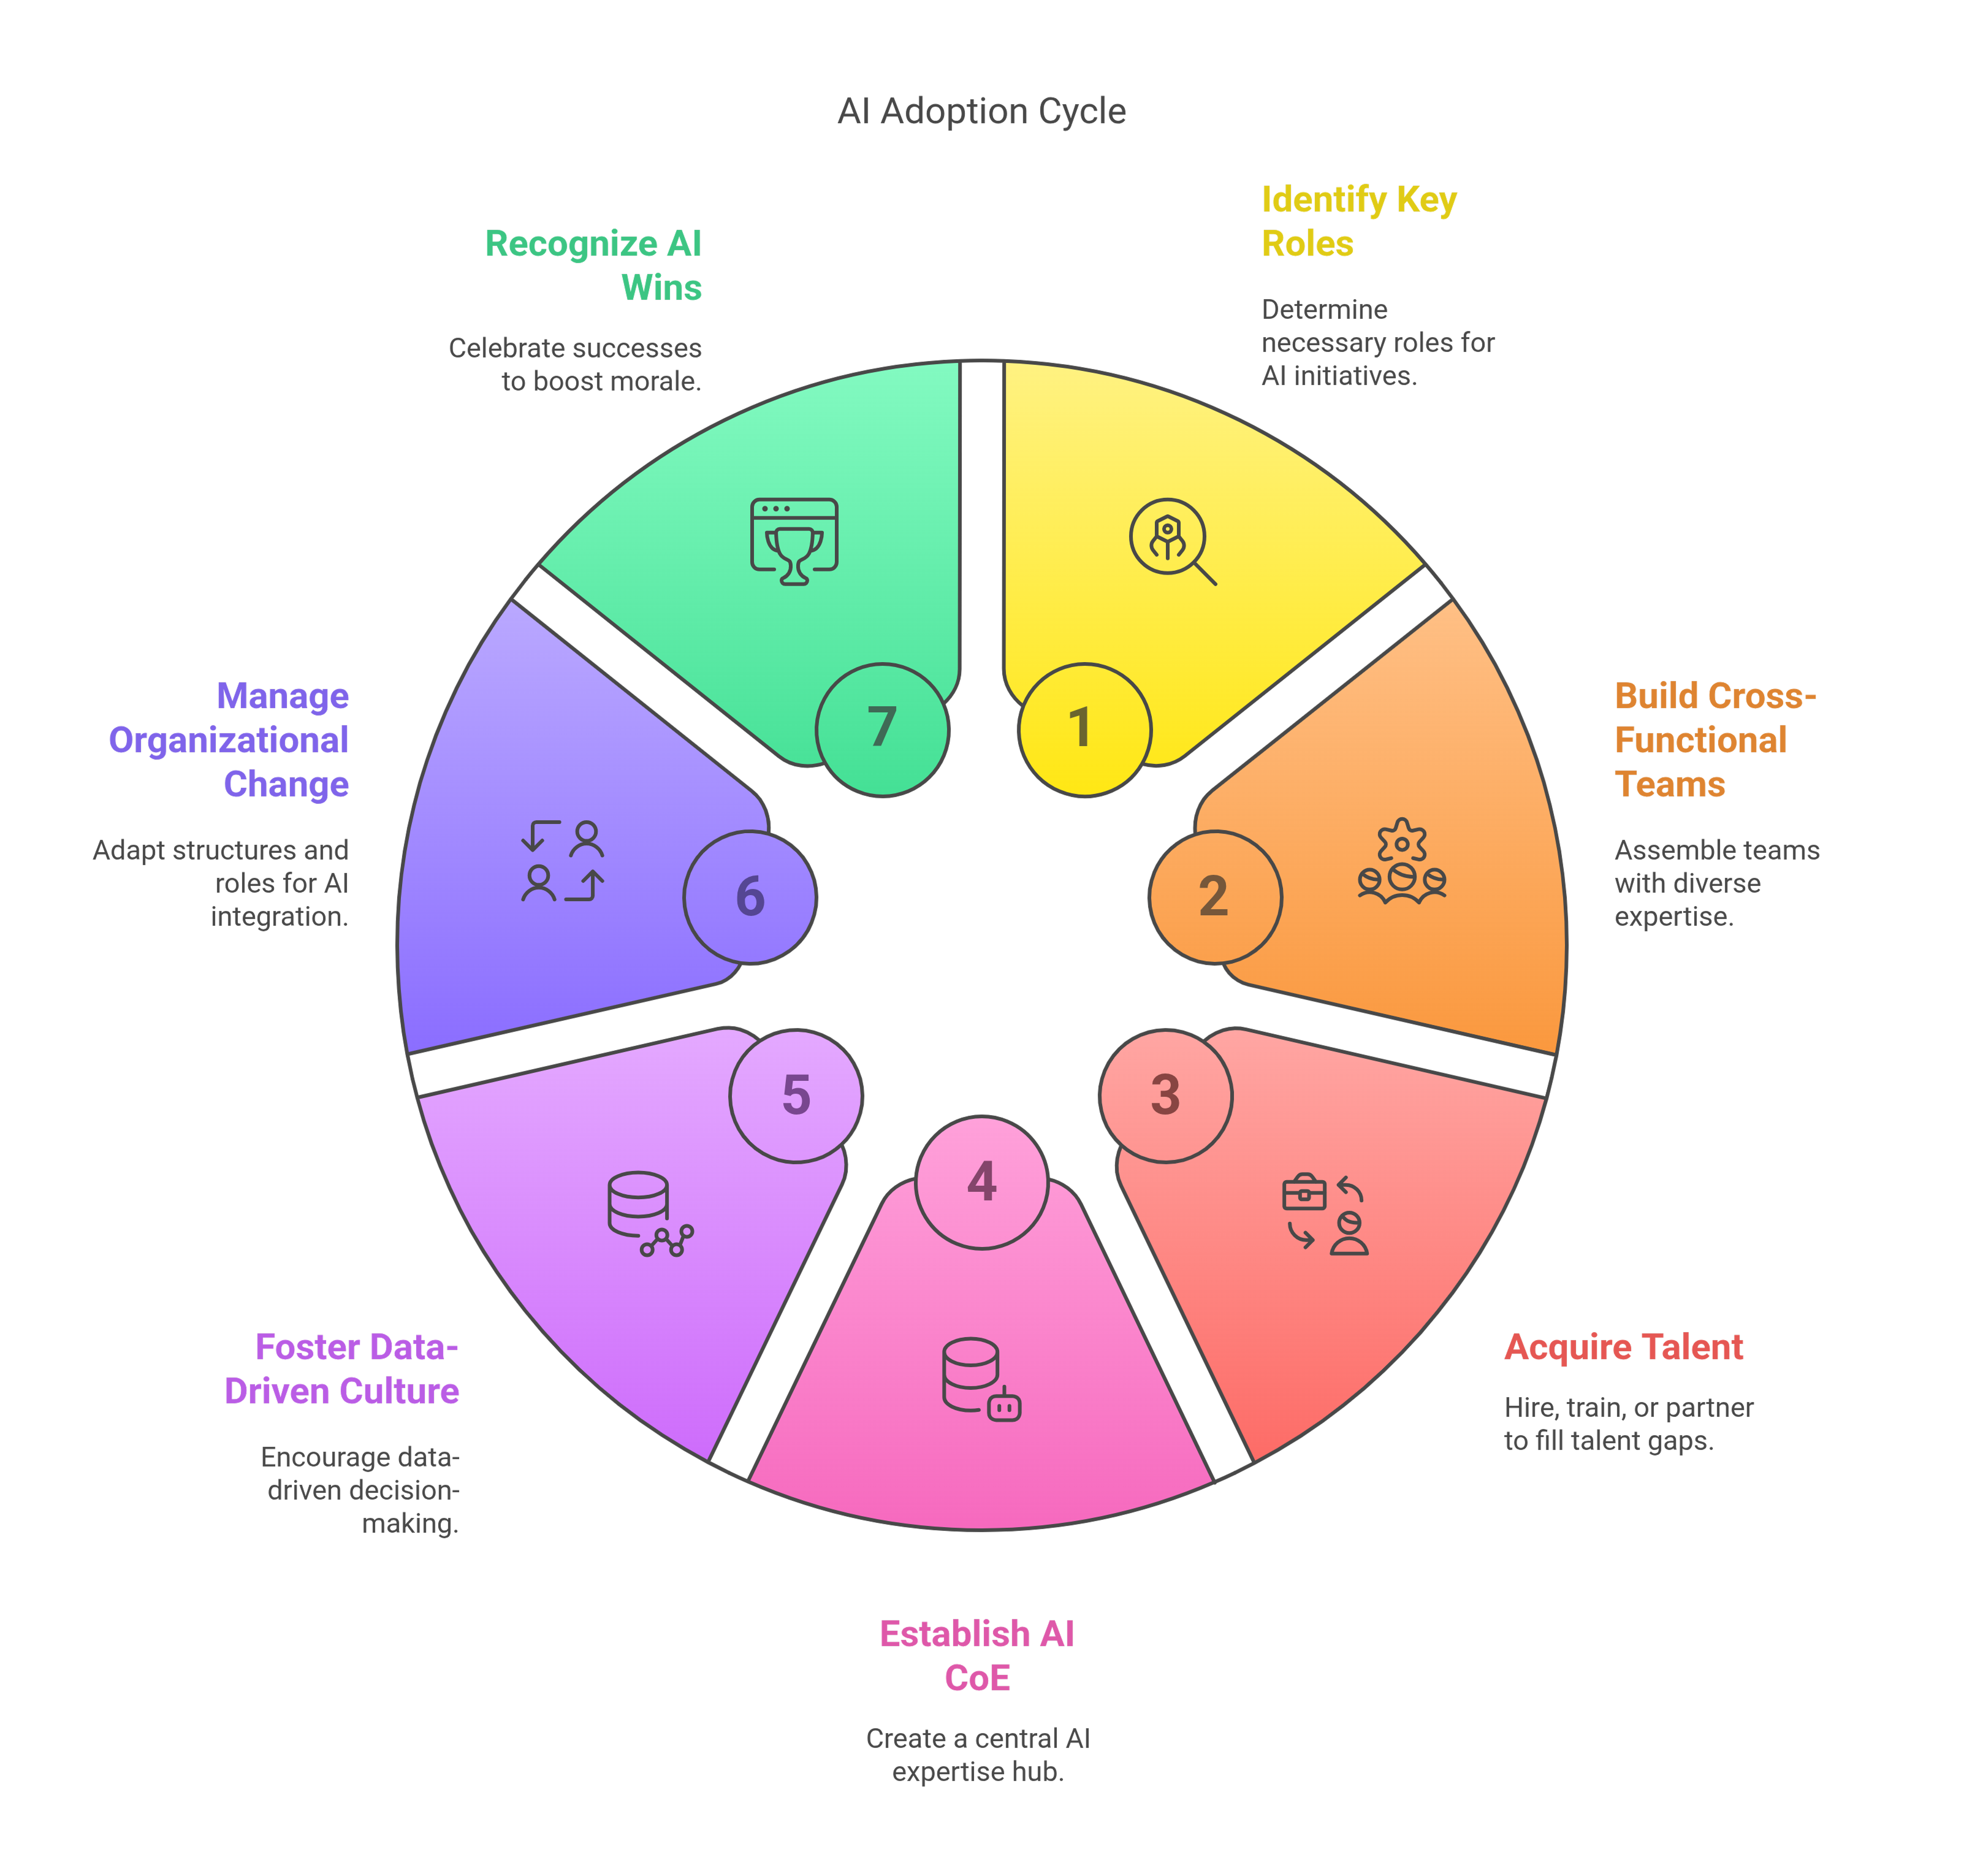 AI Adoption Cycle
Identify Key
Roles
Determine
necessary roles for
AI initiatives.
Build Cross-
Functional
Teams
Assemble teams
with diverse
expertise.
Acquire Talent
Hire, train, or partner
to fill talent gaps.
Establish AI
CoE
Create a central AI
expertise hub.
Foster Data-
Driven Culture
Encourage data-
driven decision-
making.
Manage
Organizational
Change
Adapt structures and
roles for AI
integration.
Recognize AI
Wins
Celebrate successes
to boost morale.
1
2
3
4
5
6
7